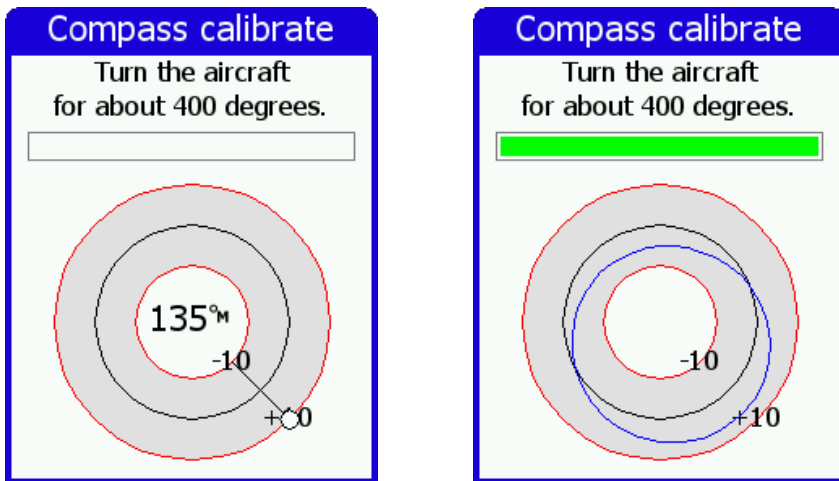 Compass calibrate
Turn the aircraft
for about 400 degrees.
135°M
-10
+10
Compass calibrate
Turn the aircraft
for about 400 degrees.
-10
+10